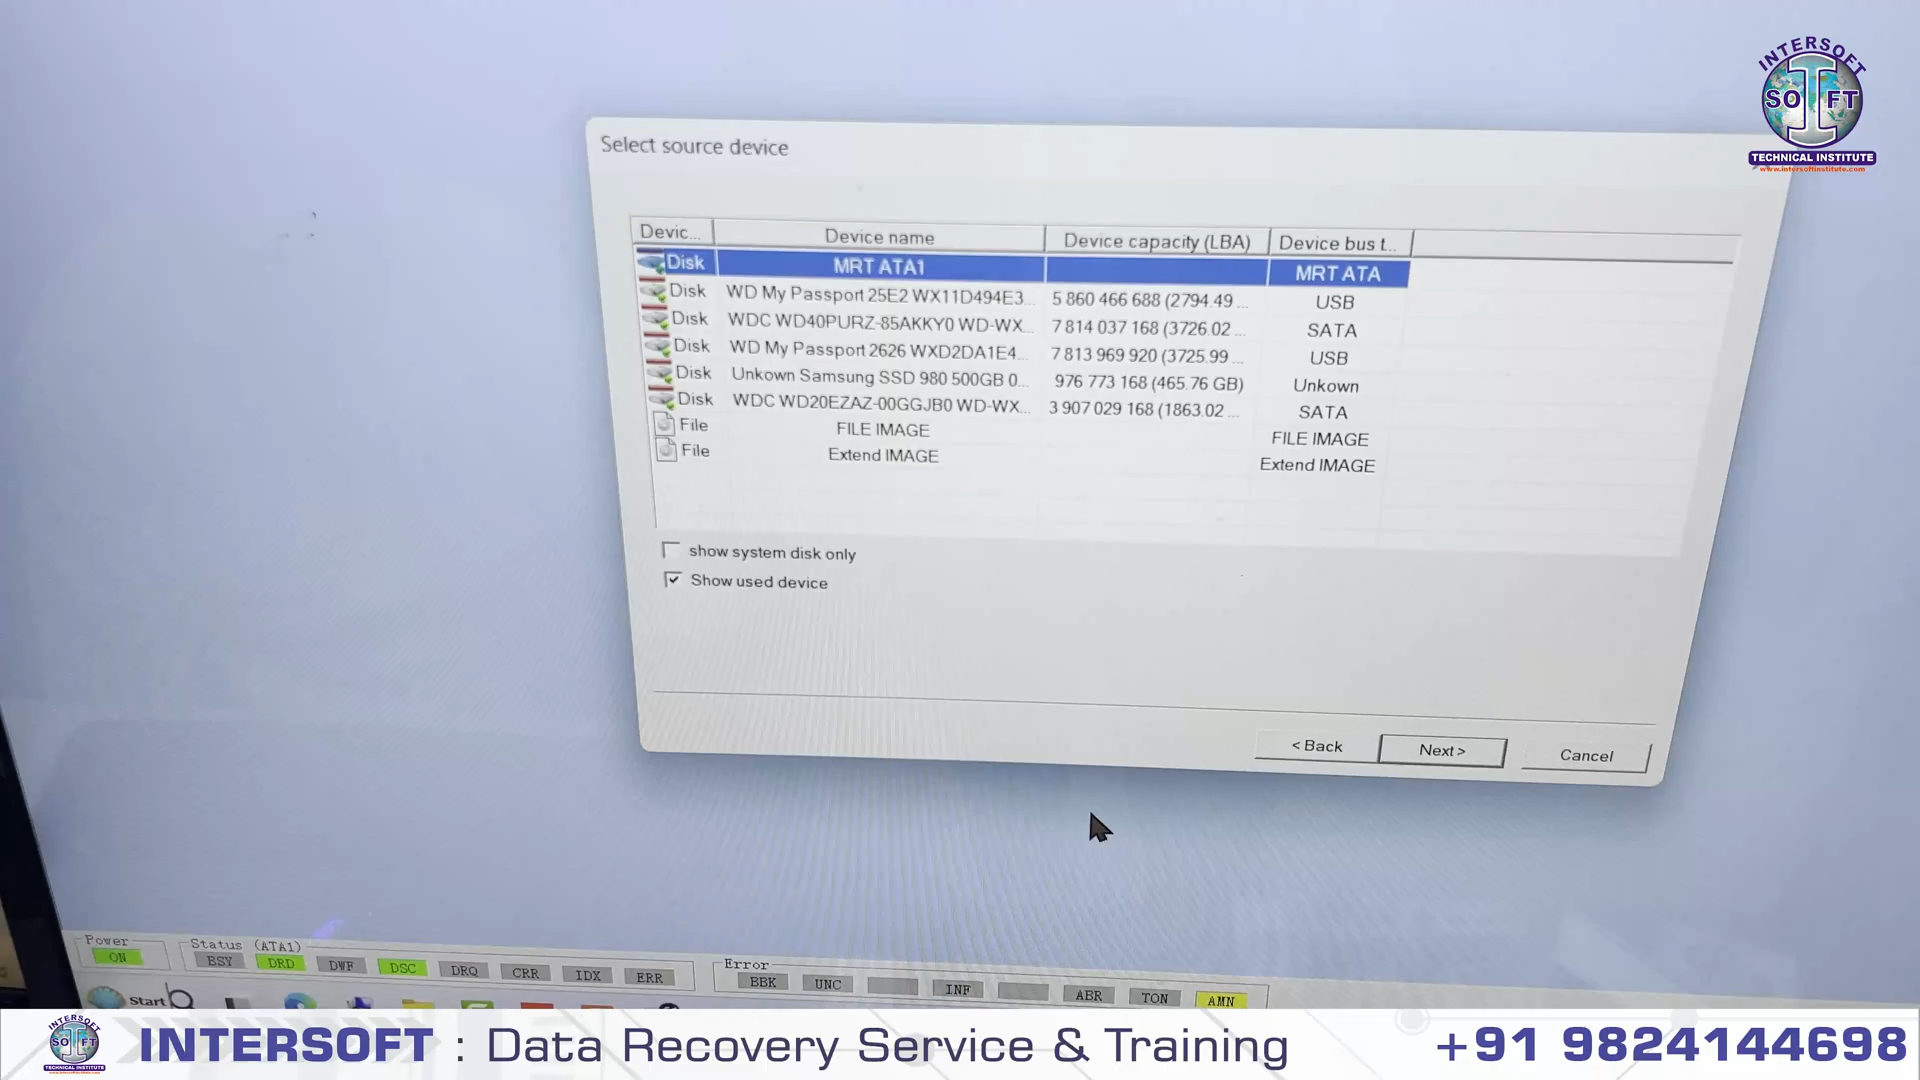 INTERSOFT
SOFT
TECHNICAL INSTITUTE
www.intersoftinstitute.com
Select source device
Devic... Device name Device capacity (LBA) Device bus t...
Disk MRT ATA1 MRT ATA
Disk WD My Passport 25E2 WX11D494E3... 5 860 466 688 (2794.49 ... USB
Disk WDC WD40PURZ-85AKKY0 WD-WX... 7 814 037 168 (3726.02 ... SATA
Disk WD My Passport 2626 WXD2DA1E4... 7 813 969 920 (3725.99 ... USB
Disk Unkown Samsung SSD 980 500GB 0... 976 773 168 (465.76 GB) Unkown
Disk WDC WD20EZAZ-00GGJB0 WD-WX... 3 907 029 168 (1863.02 ... SATA
File FILE IMAGE FILE IMAGE
File Extend IMAGE Extend IMAGE
show system disk only
Show used device
< Back Next > Cancel
Power Status (ATA1) Error
ON BSY DRD DWF DSC DRQ CRR IDX ERR BBK UNC INF ABR TON AMN
Start
INTERSOFT : Data Recovery Service & Training +91 9824144698